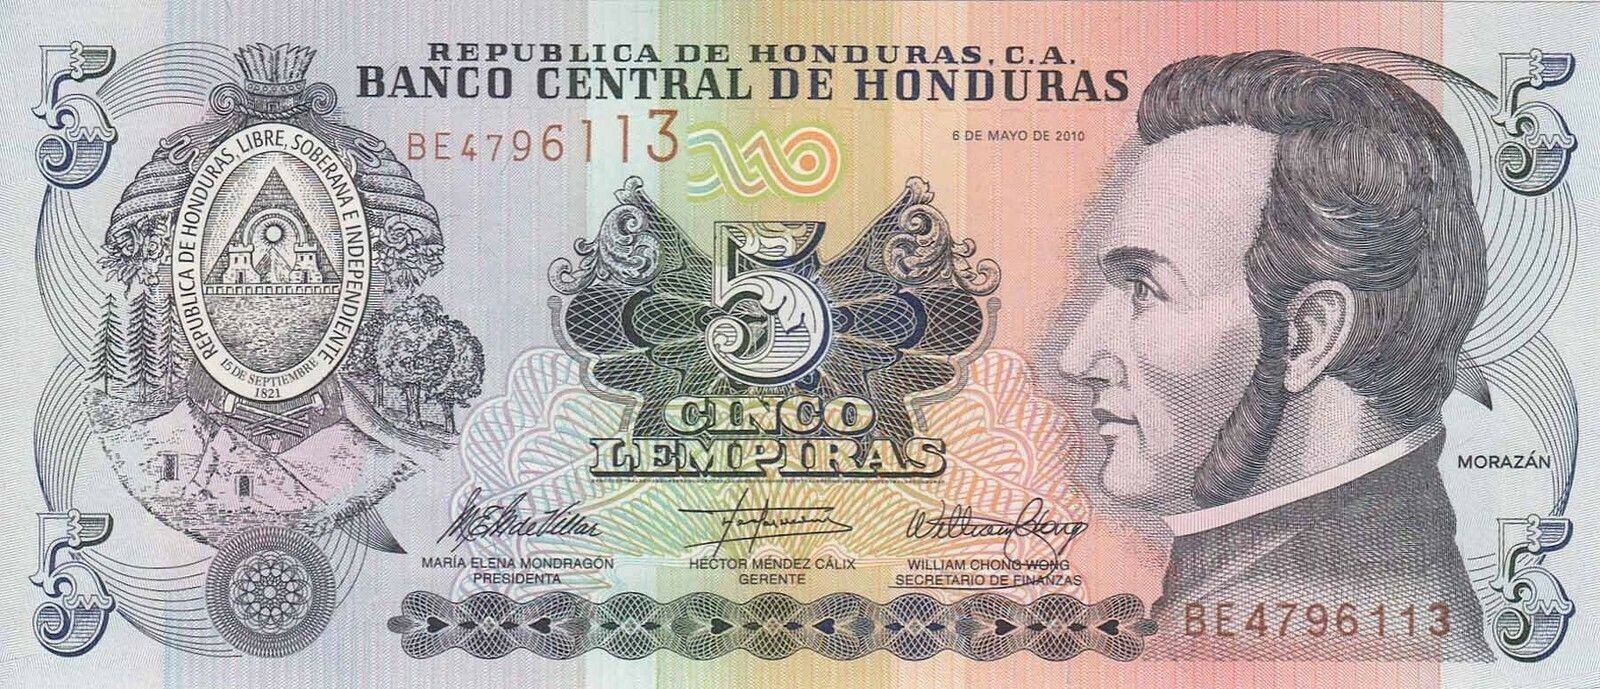 5
5
REPUBLICA DE HONDURAS, C.A.
BANCO CENTRAL DE HONDURAS
BE4796113
6 DE MAYO DE 2010
REPUBLICA DE HONDURAS, LIBRE, SOBERANA E INDEPENDIENTE
15 DE SEPTIEMBRE
1821
5
CINCO
LEMPIRAS
MORAZÁN
MARÍA ELENA MONDRAGÓN
PRESIDENTA
HÉCTOR MÉNDEZ CÁLIX
GERENTE
WILLIAM CHONG WONG
SECRETARIO DE FINANZAS
BE4796113
5
5